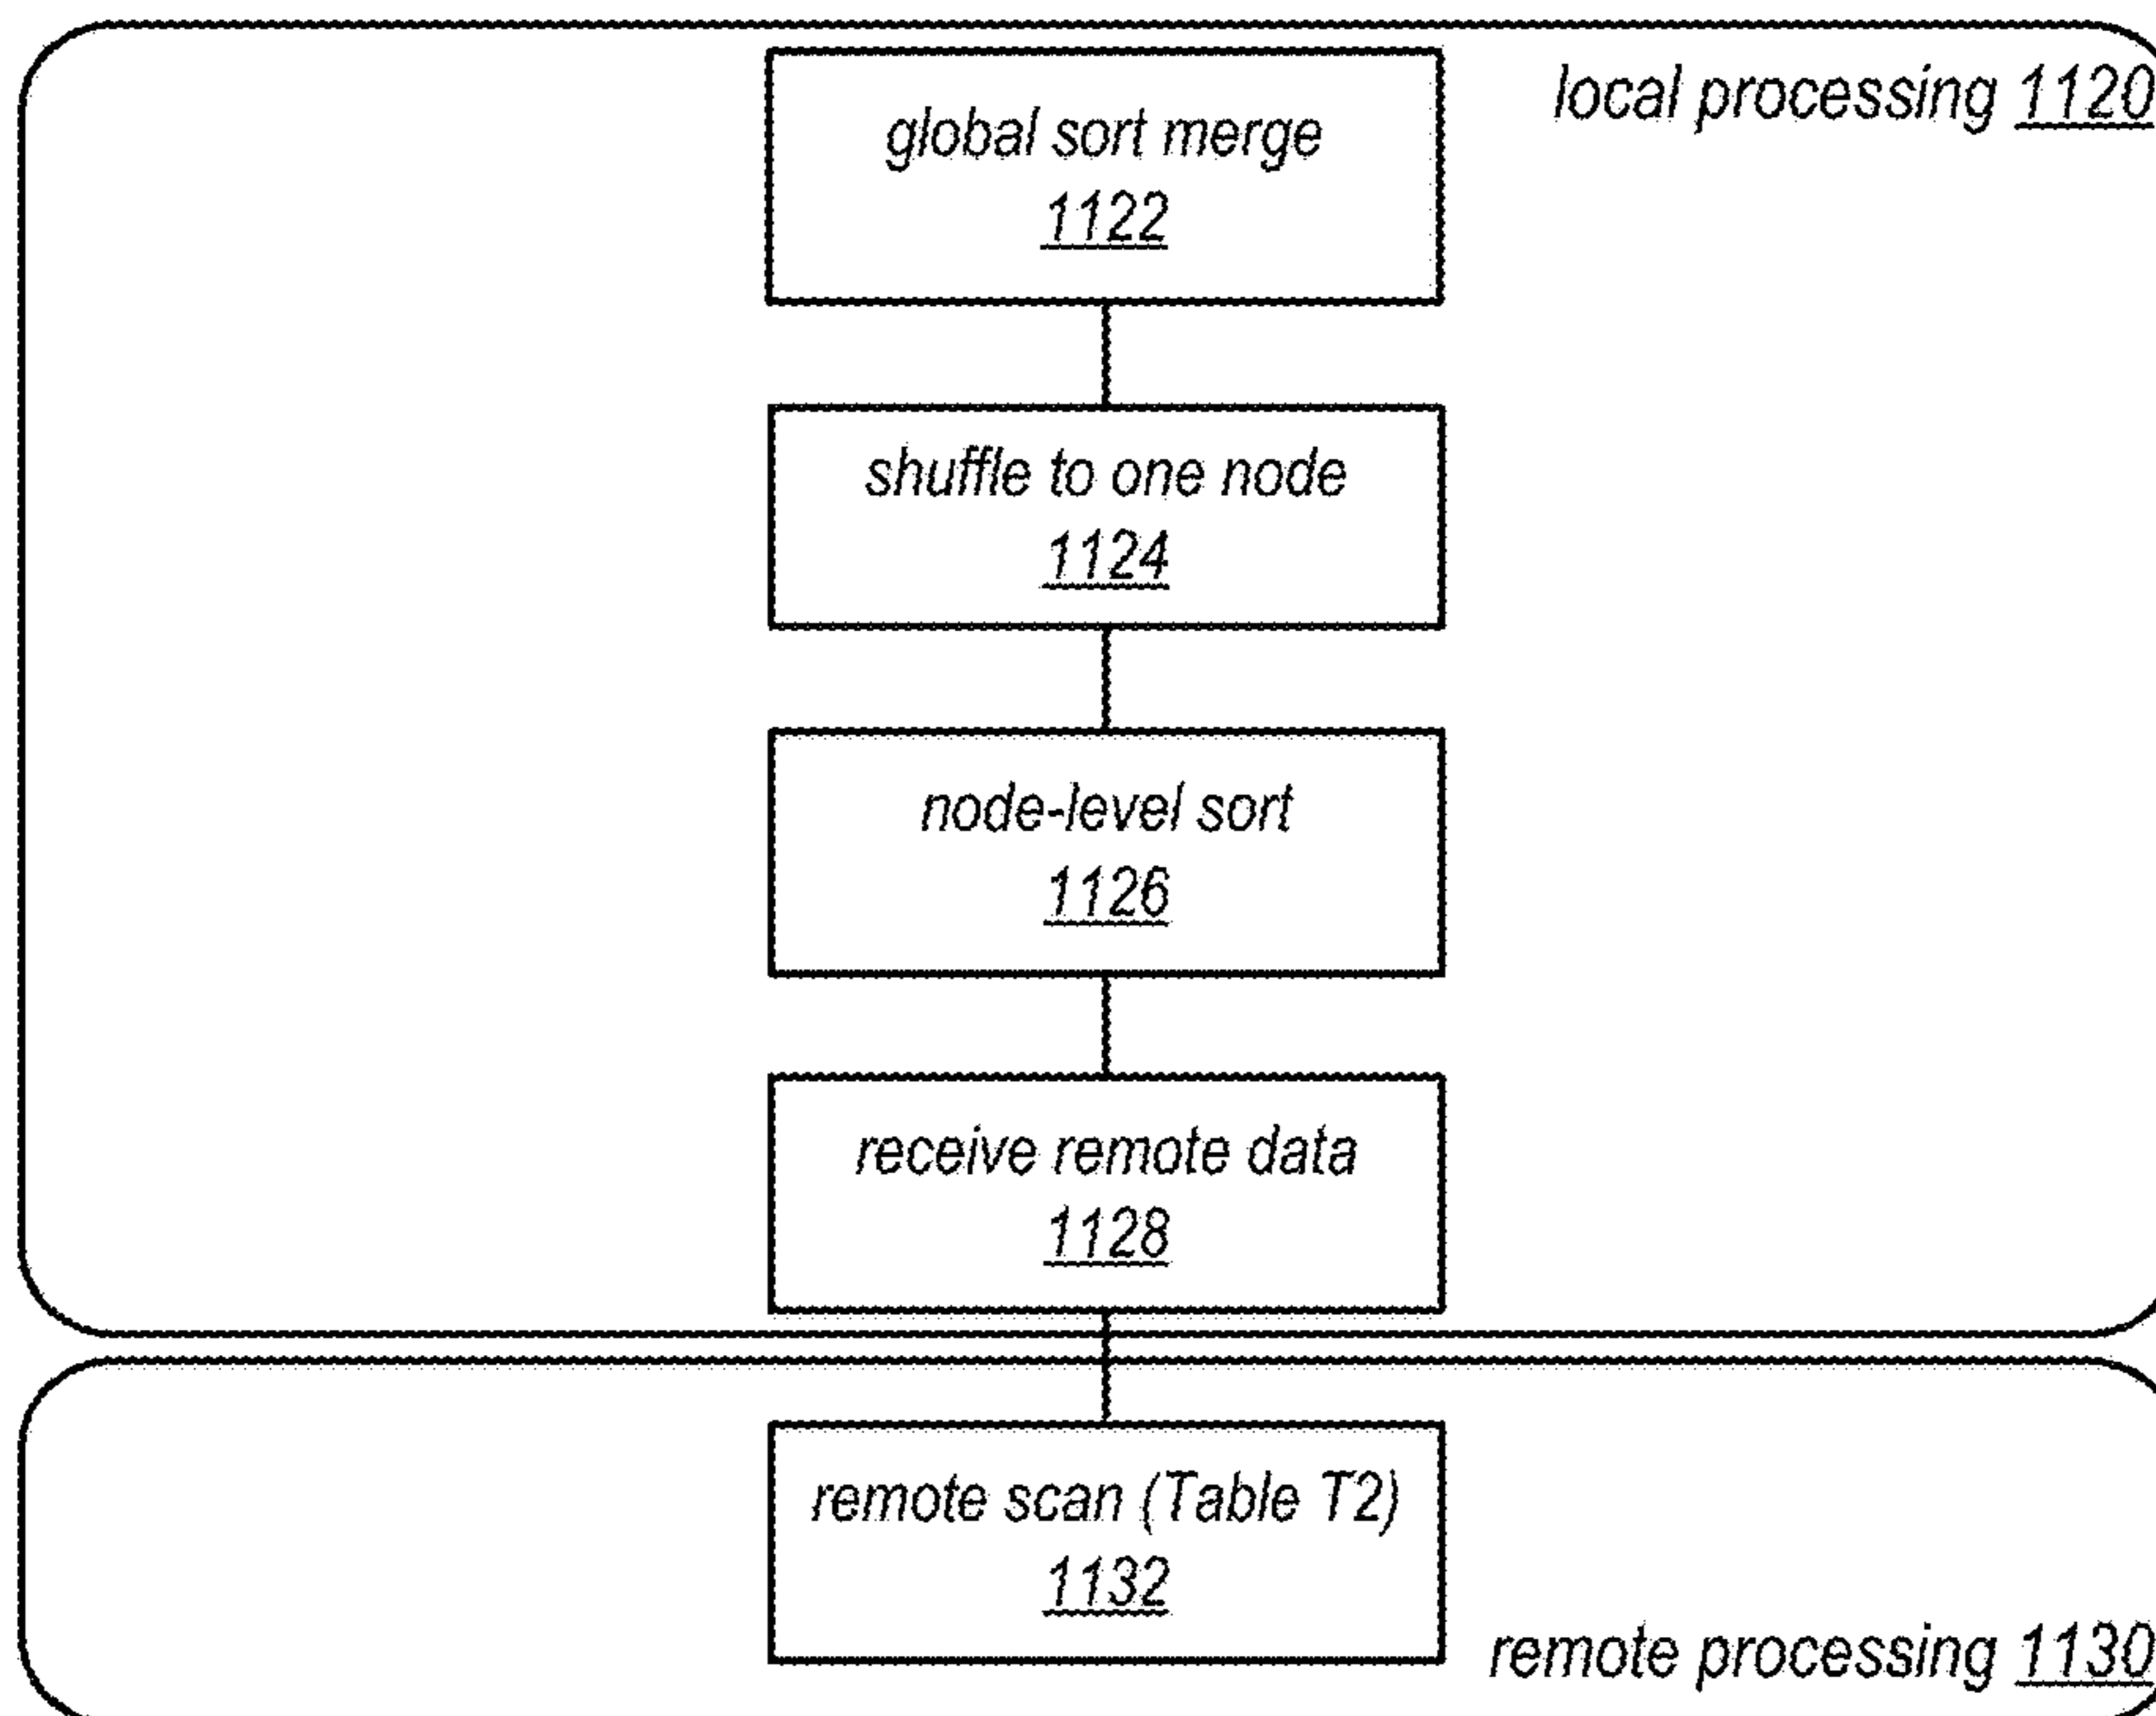 local processing 1120
global sort merge
1122
shuffle to one node
1124
node-level sort
1126
receive remote data
1128
remote scan (Table T2)
1132
remote processing 1130